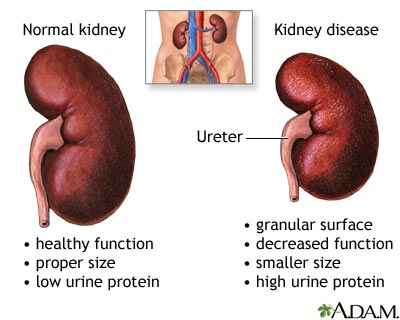 Normal kidney
Kidney disease
Ureter
• healthy function
• proper size
• low urine protein
• granular surface
• decreased function
• smaller size
• high urine protein
A.D.A.M.